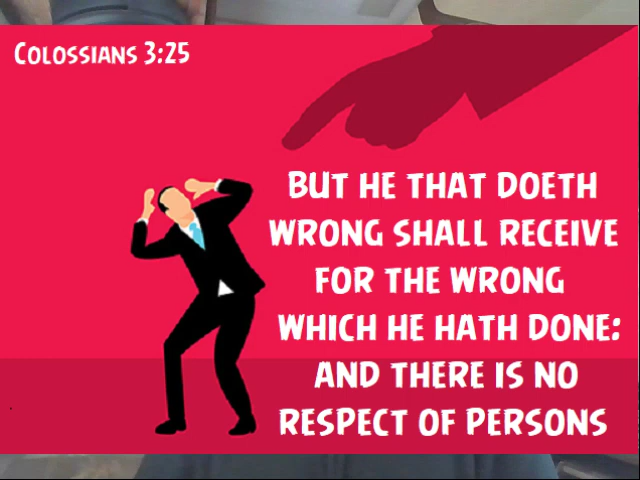 Colossians 3:25
BUT HE THAT DOETH
WRONG SHALL RECEIVE
FOR THE WRONG
WHICH HE HATH DONE:
AND THERE IS NO
RESPECT OF PERSONS